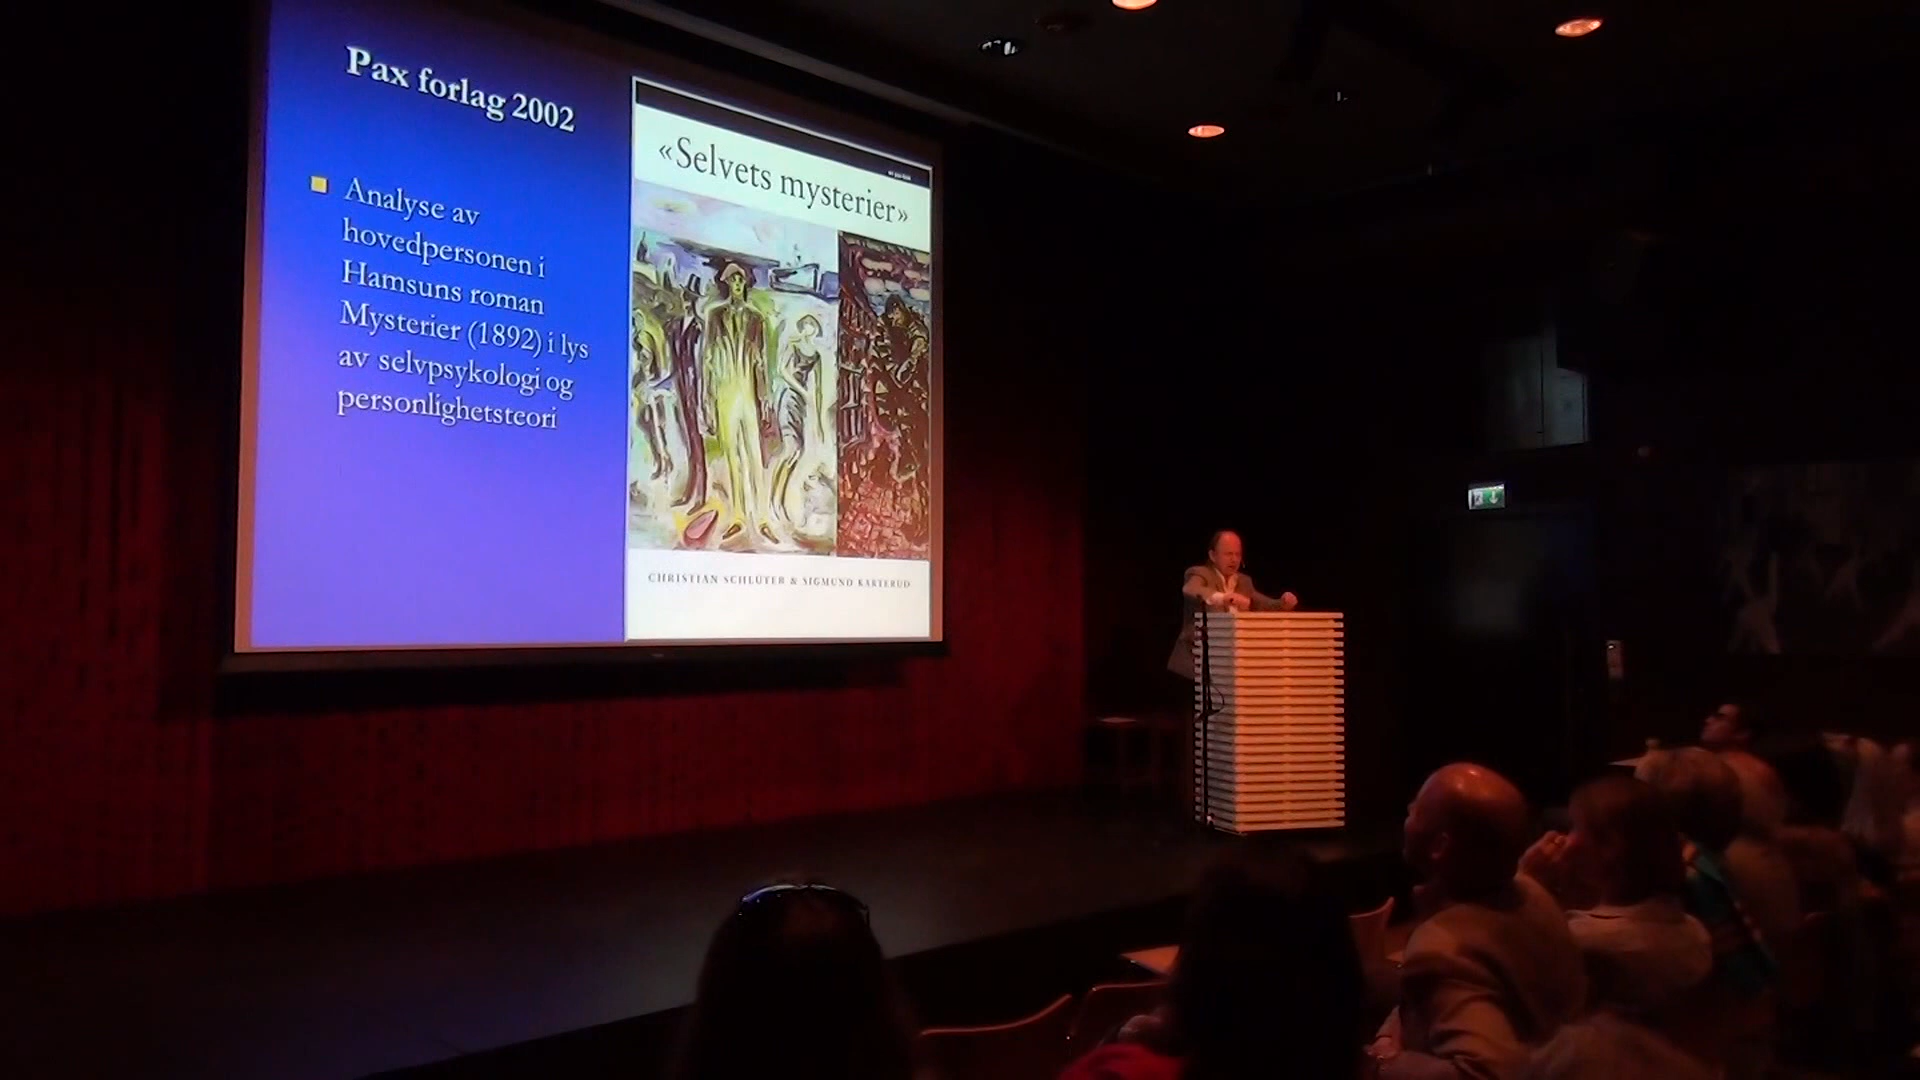 Pax forlag 2002
Analyse av
hovedpersonen i
Hamsuns roman
Mysterier (1892) i lys
av selvpsykologi og
personlighetsteori
«Selvets mysterier»
CHRISTIAN SCHLÜTER & SIGMUND KARTERUD